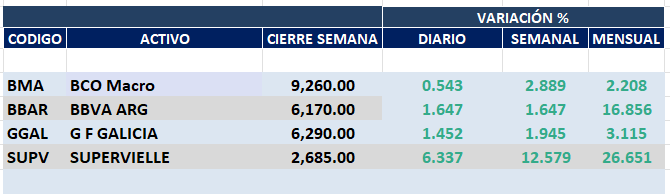 VARIACIÓN %
CODIGO ACTIVO CIERRE SEMANA DIARIO SEMANAL MENSUAL
BMA BCO Macro 9,260.00 0.543 2.889 2.208
BBAR BBVA ARG 6,170.00 1.647 1.647 16.856
GGAL G F GALICIA 6,290.00 1.452 1.945 3.115
SUPV SUPERVIELLE 2,685.00 6.337 12.579 26.651